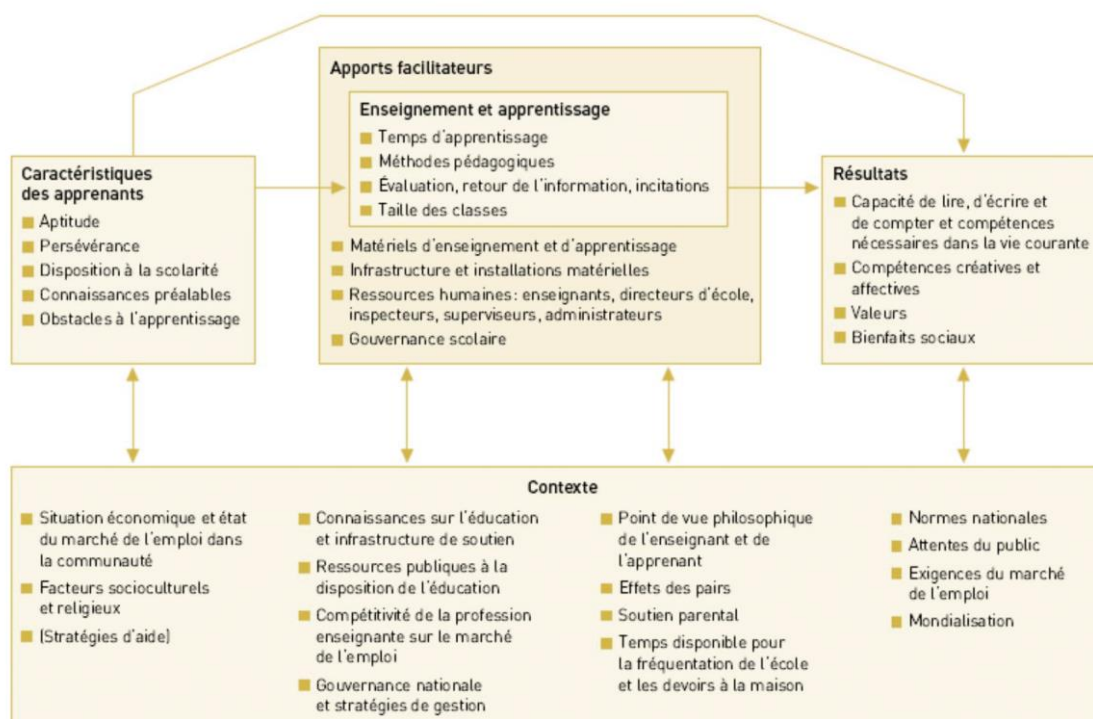 Apports facilitateurs
Enseignement et apprentissage
Temps d'apprentissage
Méthodes pédagogiques
Évaluation, retour de l'information, incitations
Taille des classes
Matériels d'enseignement et d'apprentissage
Infrastructure et installations matérielles
Ressources humaines : enseignants, directeurs d'école,
inspecteurs, superviseurs, administrateurs
Gouvernance scolaire
Caractéristiques
des apprenants
Aptitude
Persévérance
Disposition à la scolarité
Connaissances préalables
Obstacles à l'apprentissage
Résultats
Capacité de lire, d'écrire et
de compter et compétences
nécessaires dans la vie courante
Compétences créatives et
affectives
Valeurs
Bienfaits sociaux
Contexte
Situation économique et état
du marché de l'emploi dans
la communauté
Facteurs socioculturels
et religieux
(Stratégies d'aide)
Connaissances sur l'éducation
et infrastructure de soutien
Ressources publiques à la
disposition de l'éducation
Compétitivité de la profession
enseignante sur le marché
de l'emploi
Gouvernance nationale
et stratégies de gestion
Point de vue philosophique
de l'enseignant et de
l'apprenant
Effets des pairs
Soutien parental
Temps disponible pour
la fréquentation de l'école
et les devoirs à la maison
Normes nationales
Attentes du public
Exigences du marché
de l'emploi
Mondialisation